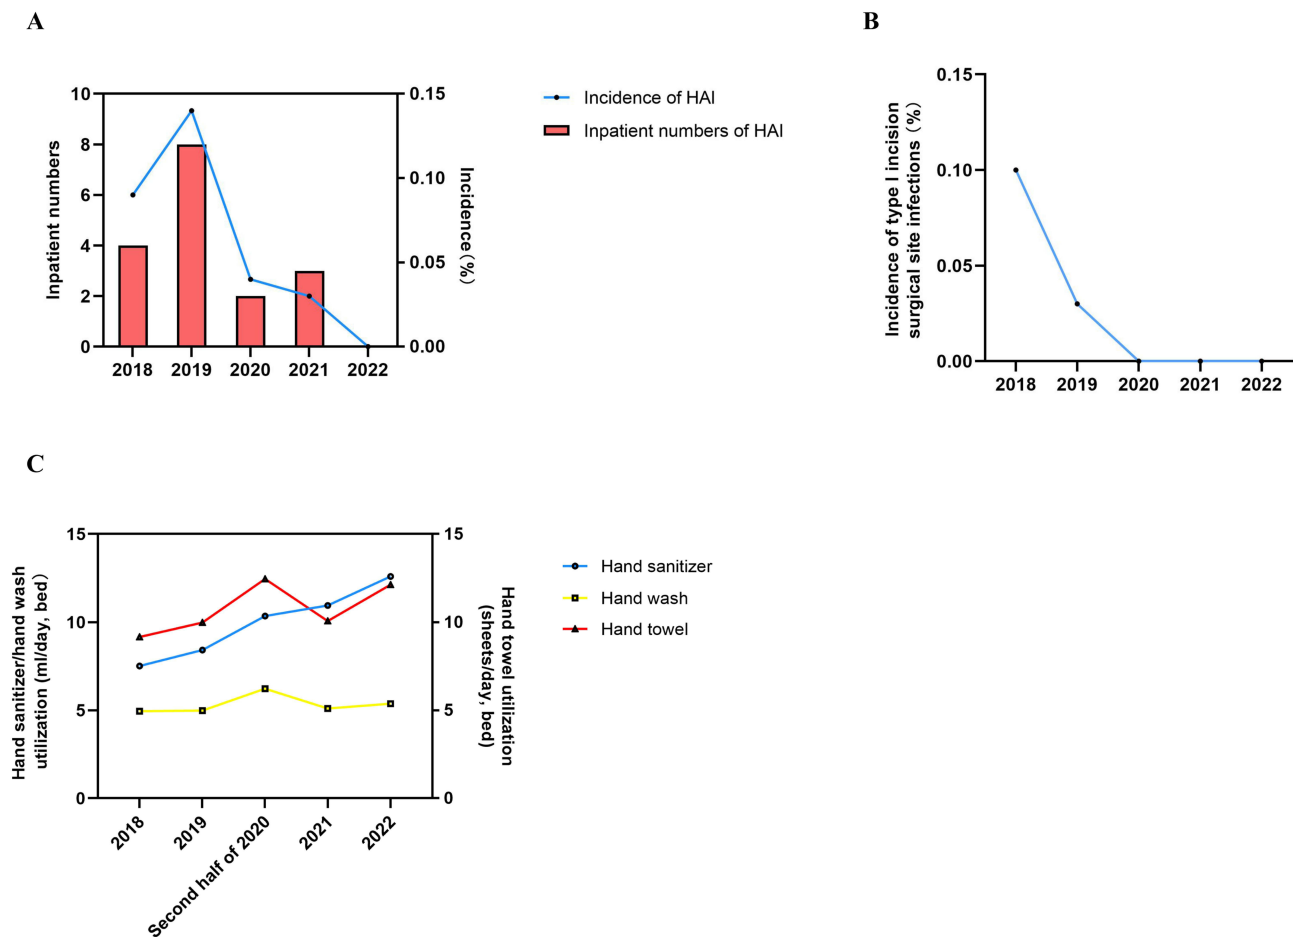 A
10
8
6
4
2
0
Inpatient numbers
0.15
0.10
0.05
0.00
Incidence (%)
2018 2019 2020 2021 2022
Incidence of HAI
Inpatient numbers of HAI
B
0.15
0.10
0.05
0.00
Incidence of type I incision
surgical site infections (%)
2018 2019 2020 2021 2022
C
15
10
5
0
Hand sanitizer/hand wash
utilization (ml/day, bed)
15
10
5
0
Hand towel utilization
(sheets/day, bed)
2018
2019
Second half of 2020
2021
2022
Hand sanitizer
Hand wash
Hand towel